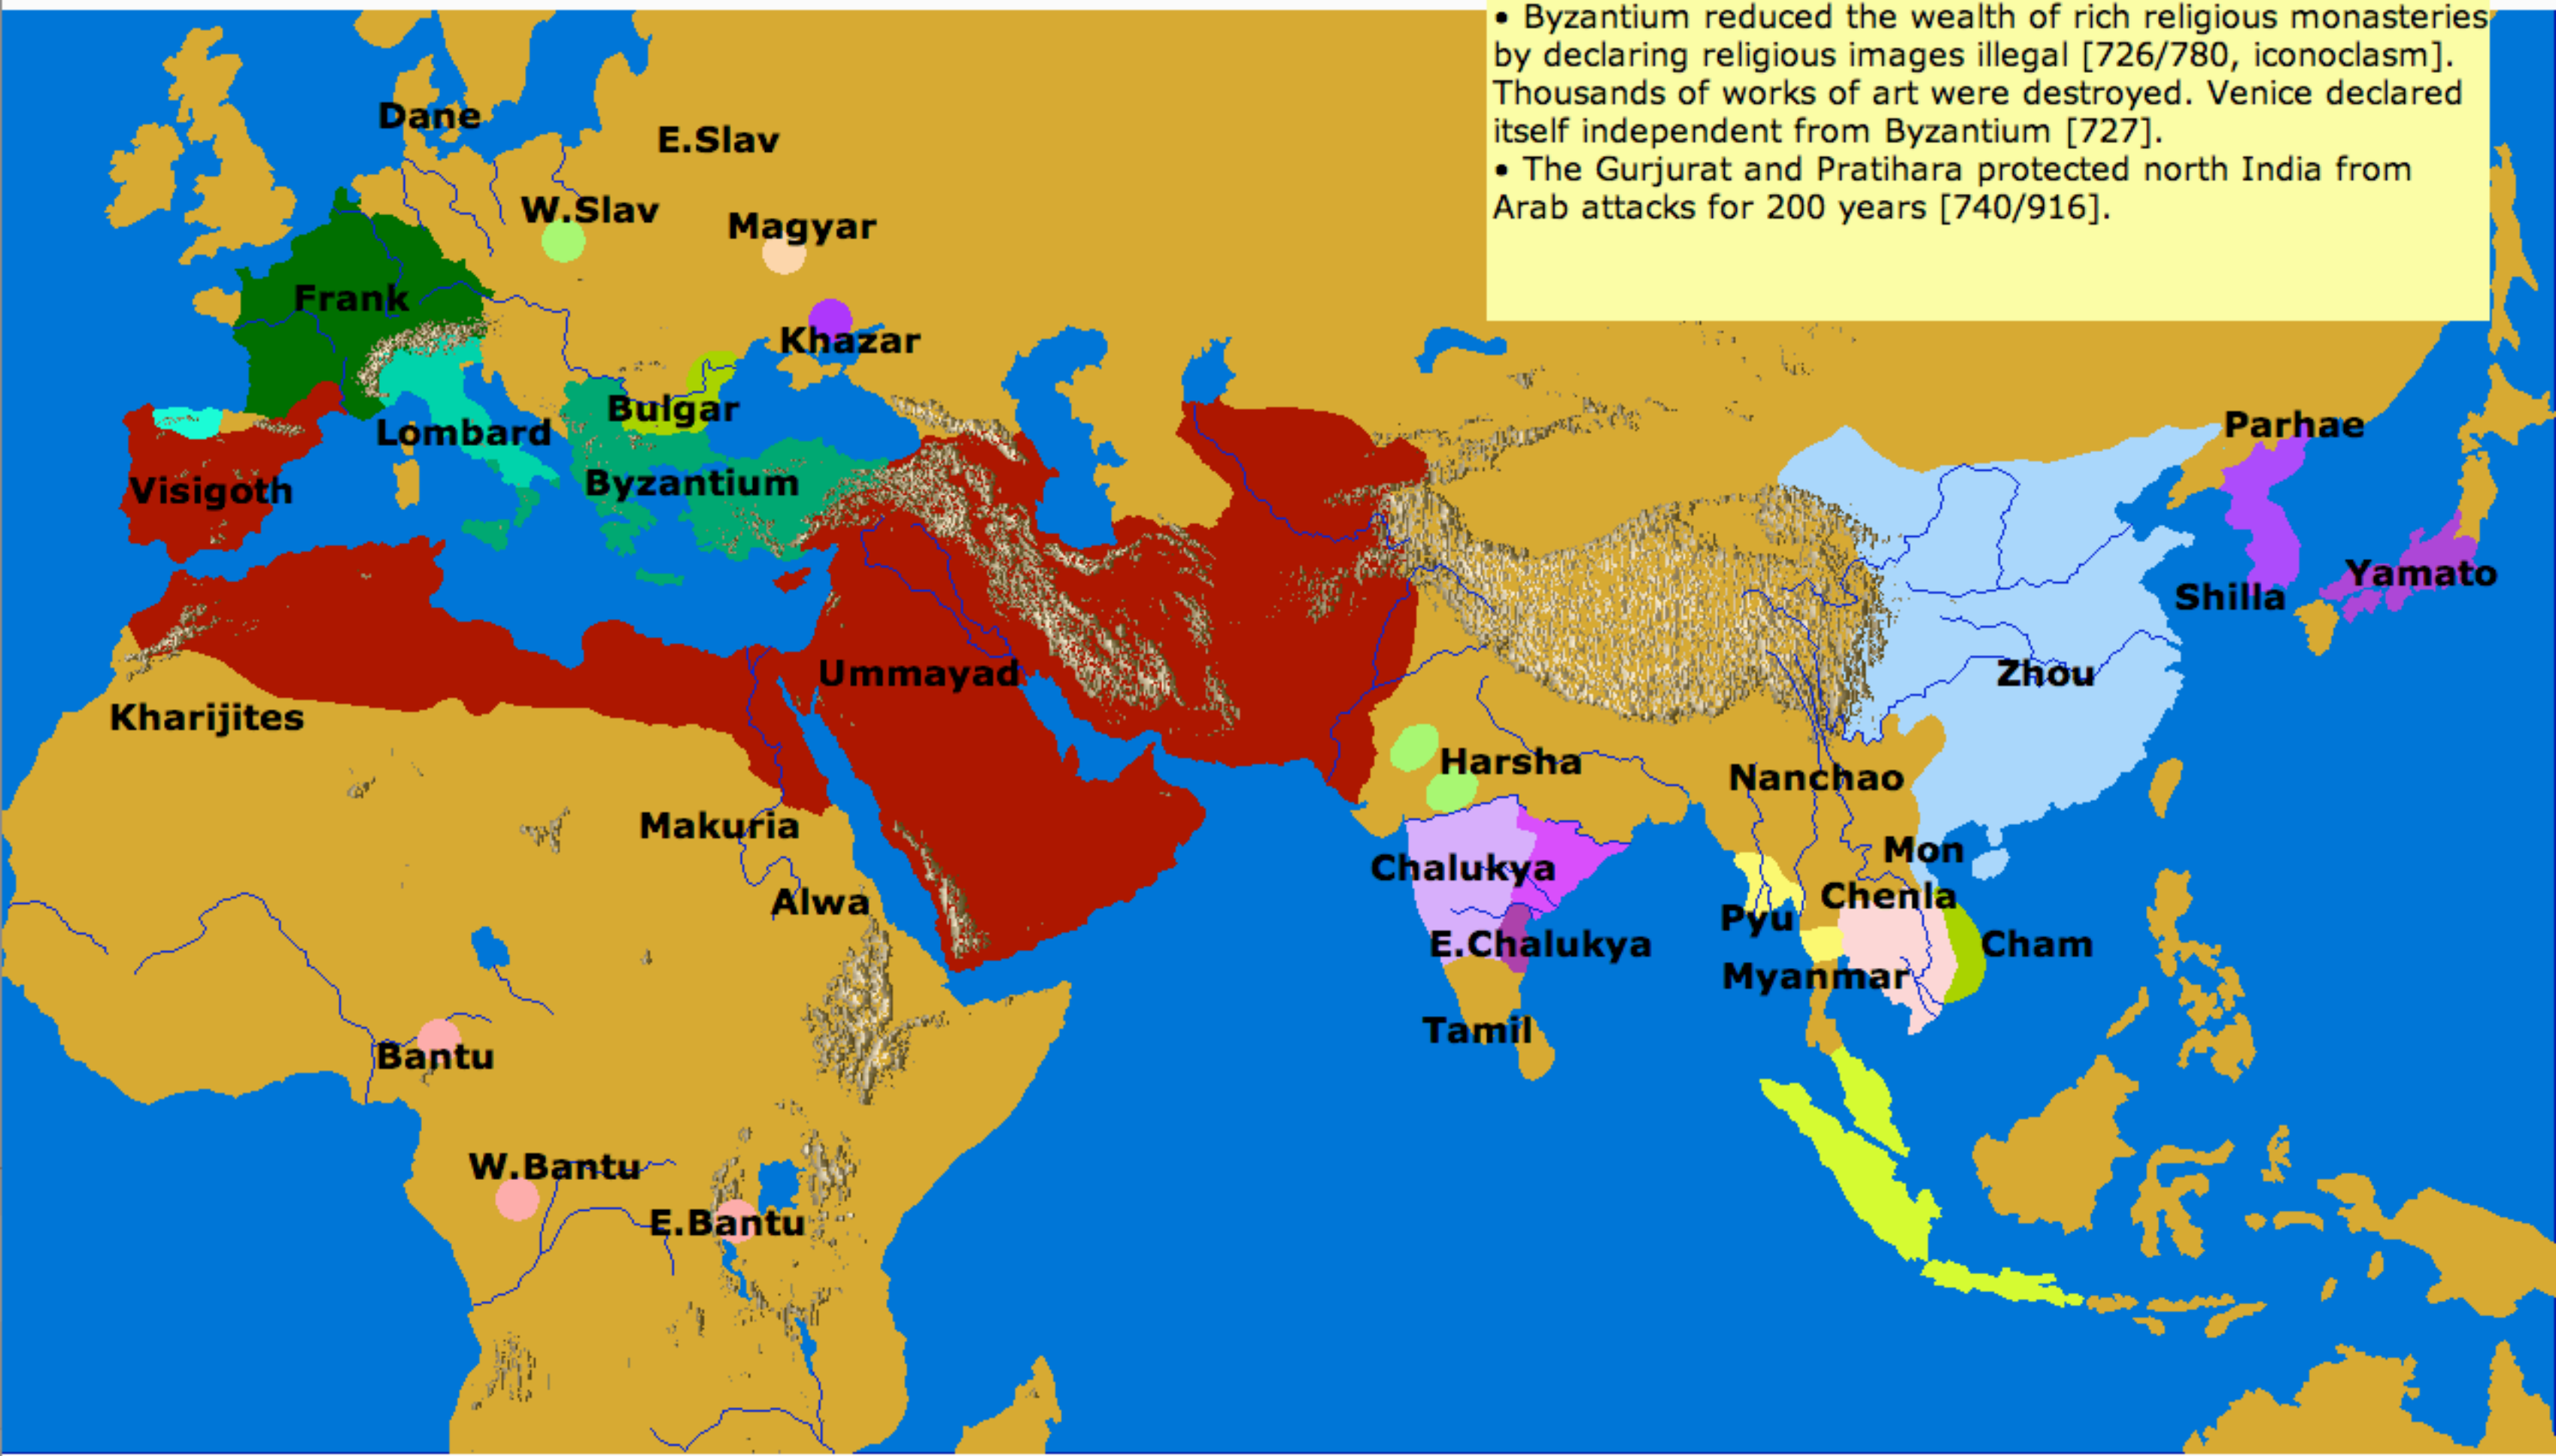 • Byzantium reduced the wealth of rich religious monasteries
by declaring religious images illegal [726/780, iconoclasm].
Thousands of works of art were destroyed. Venice declared
itself independent from Byzantium [727].
• The Gurjurat and Pratihara protected north India from
Arab attacks for 200 years [740/916].
Dane
E.Slav
W.Slav
Magyar
Frank
Khazar
Bulgar
Lombard
Parhae
Visigoth
Byzantium
Yamato
Shilla
Ummayad
Zhou
Kharijites
Harsha
Nanchao
Makuria
Mon
Chalukya
Chenla
Alwa
Pyu
E.Chalukya
Cham
Myanmar
Tamil
Bantu
W.Bantu
E.Bantu